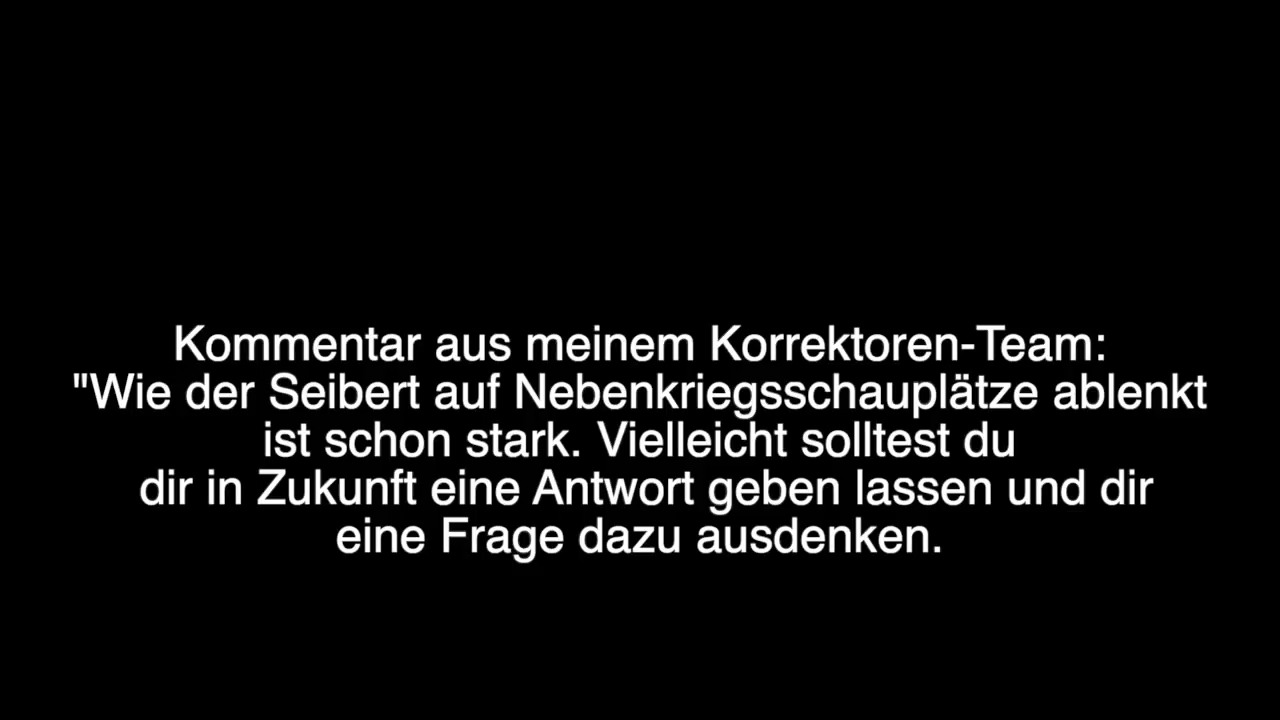 Kommentar aus meinem Korrektoren-Team:
"Wie der Seibert auf Nebenkriegsschauplätze ablenkt
ist schon stark. Vielleicht solltest du
dir in Zukunft eine Antwort geben lassen und dir
eine Frage dazu ausdenken.